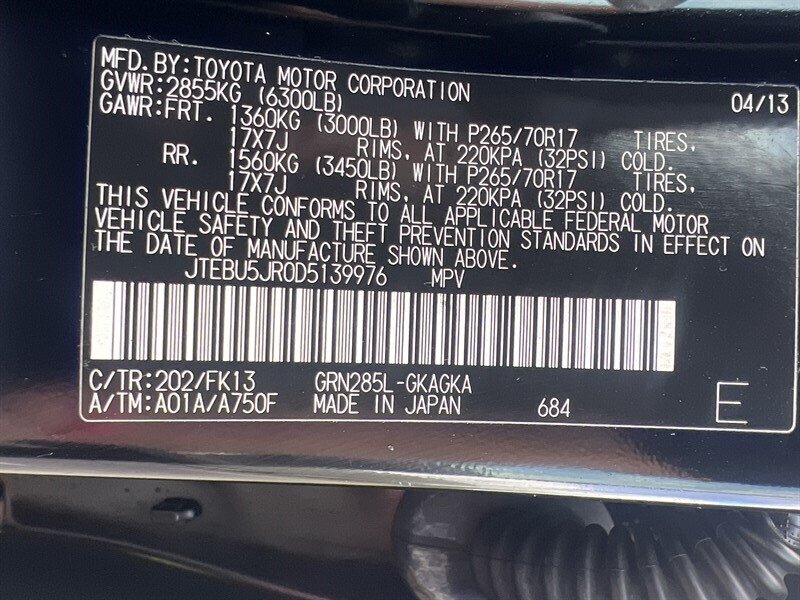 MFD.BY:TOYOTA MOTOR CORPORATION 04/13
GVWR:2855KG (6300LB)
GAWR:FRT. 1360KG (3000LB) WITH P265/70R17 TIRES,
17X7J RIMS, AT 220KPA (32PSI) COLD.
RR. 1560KG (3450LB) WITH P265/70R17 TIRES,
17X7J RIMS, AT 220KPA (32PSI) COLD.
THIS VEHICLE CONFORMS TO ALL APPLICABLE FEDERAL MOTOR
VEHICLE SAFETY AND THEFT PREVENTION STANDARDS IN EFFECT ON
THE DATE OF MANUFACTURE SHOWN ABOVE.
JTEBU5JR0D5139976 MPV
C/TR:202/FK13 GRN285L-GKAGKA
A/TM:A01A/A750F MADE IN JAPAN 684 E